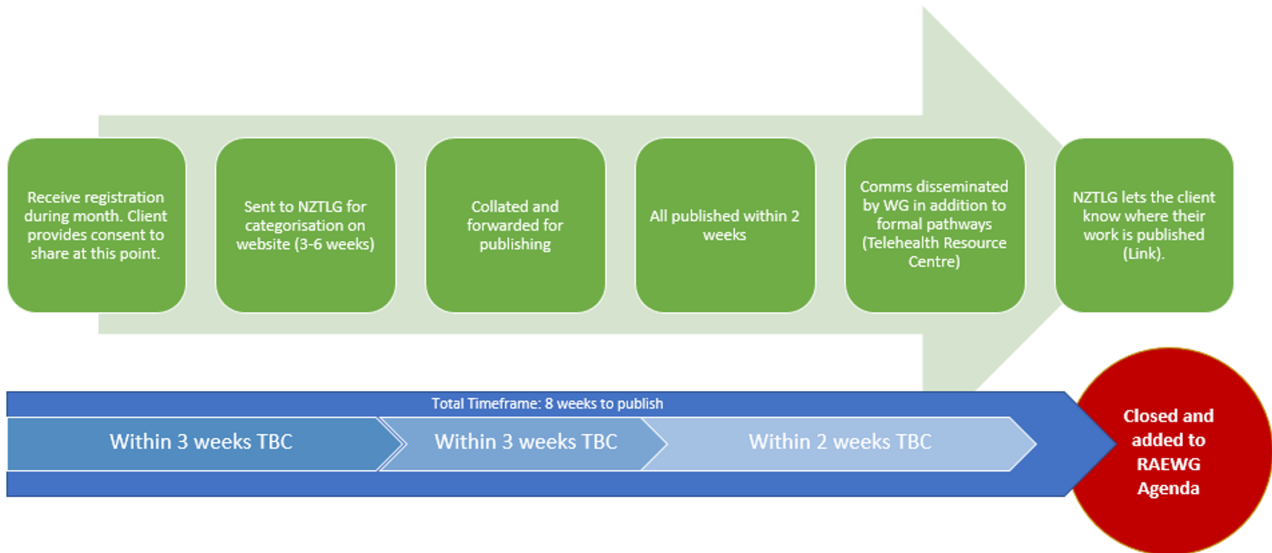 Receive registration
during month. Client
provides consent to
share at this point.
Sent to NZTLG for
categorisation on
website (3-6 weeks)
Collated and
forwarded for
publishing
All published within 2
weeks
Comms disseminated
by WG in addition to
formal pathways
(Telehealth Resource
Centre)
NZTLG lets the client
know where their
work is published
(Link).
Total Timeframe: 8 weeks to publish
Within 3 weeks TBC
Within 3 weeks TBC
Within 2 weeks TBC
Closed and
added to
RAEWG
Agenda